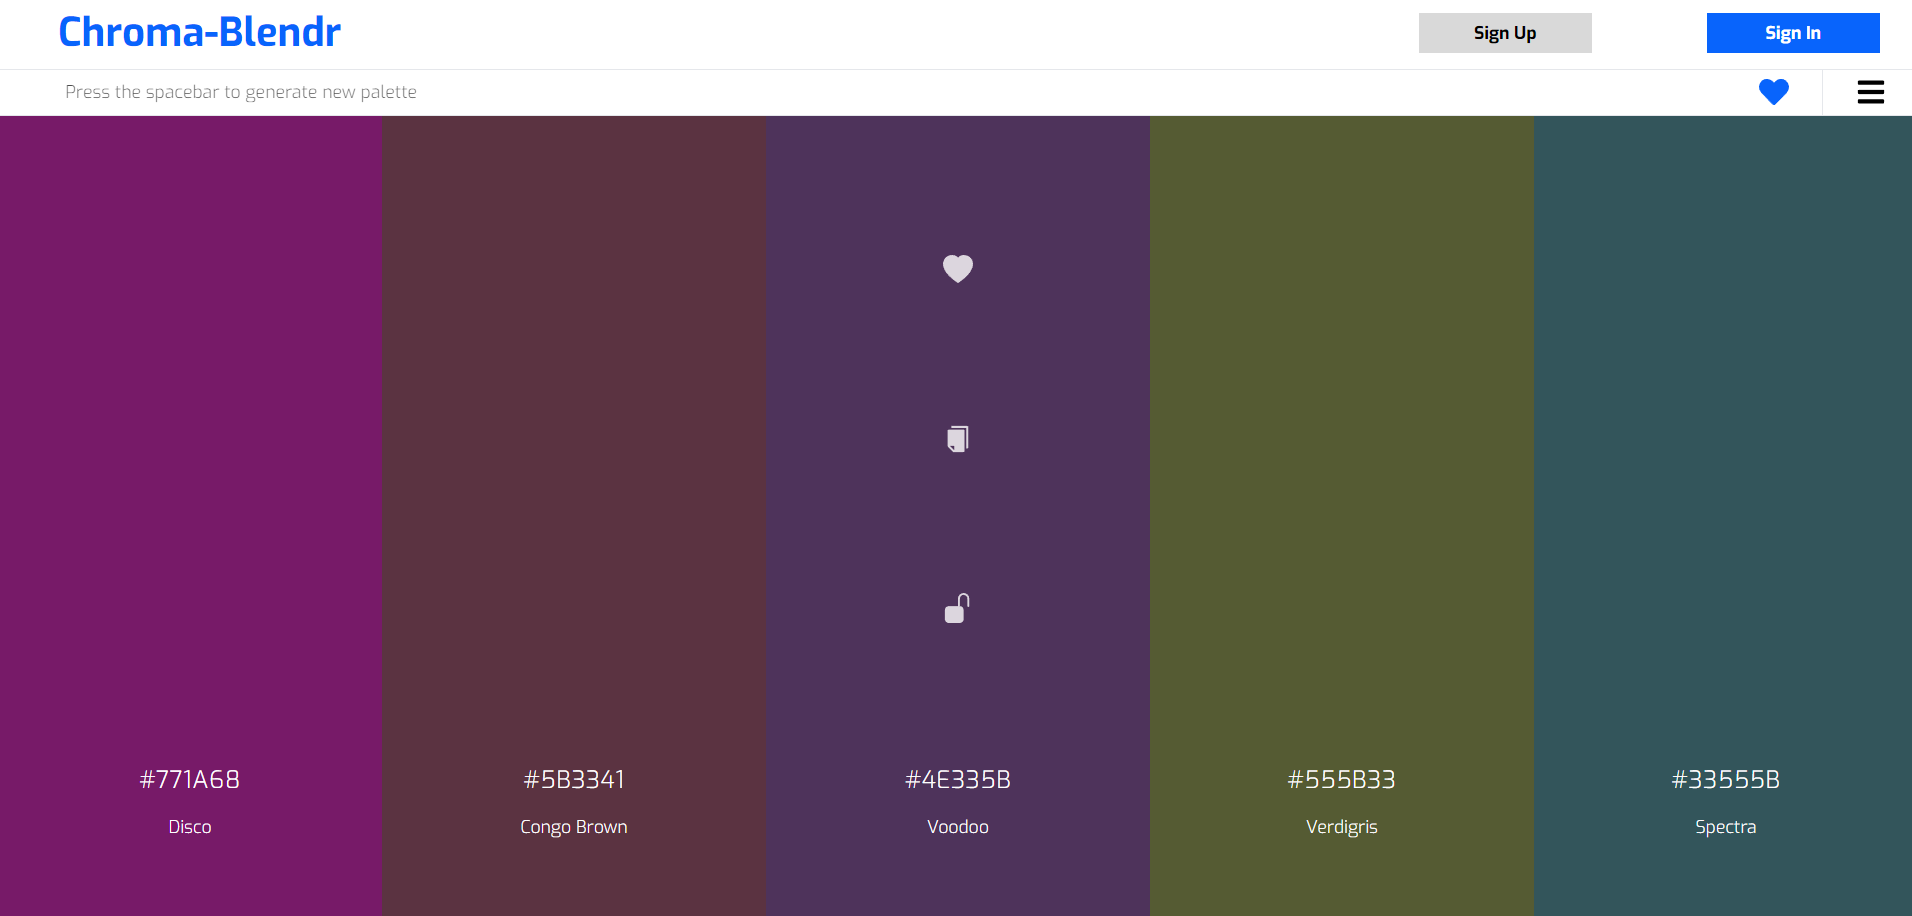 Chroma-Blendr
Sign Up
Sign In
Press the spacebar to generate new palette
#771A68
#5B3341
#4E335B
#555B33
#33555B
Disco
Congo Brown
Voodoo
Verdigris
Spectra